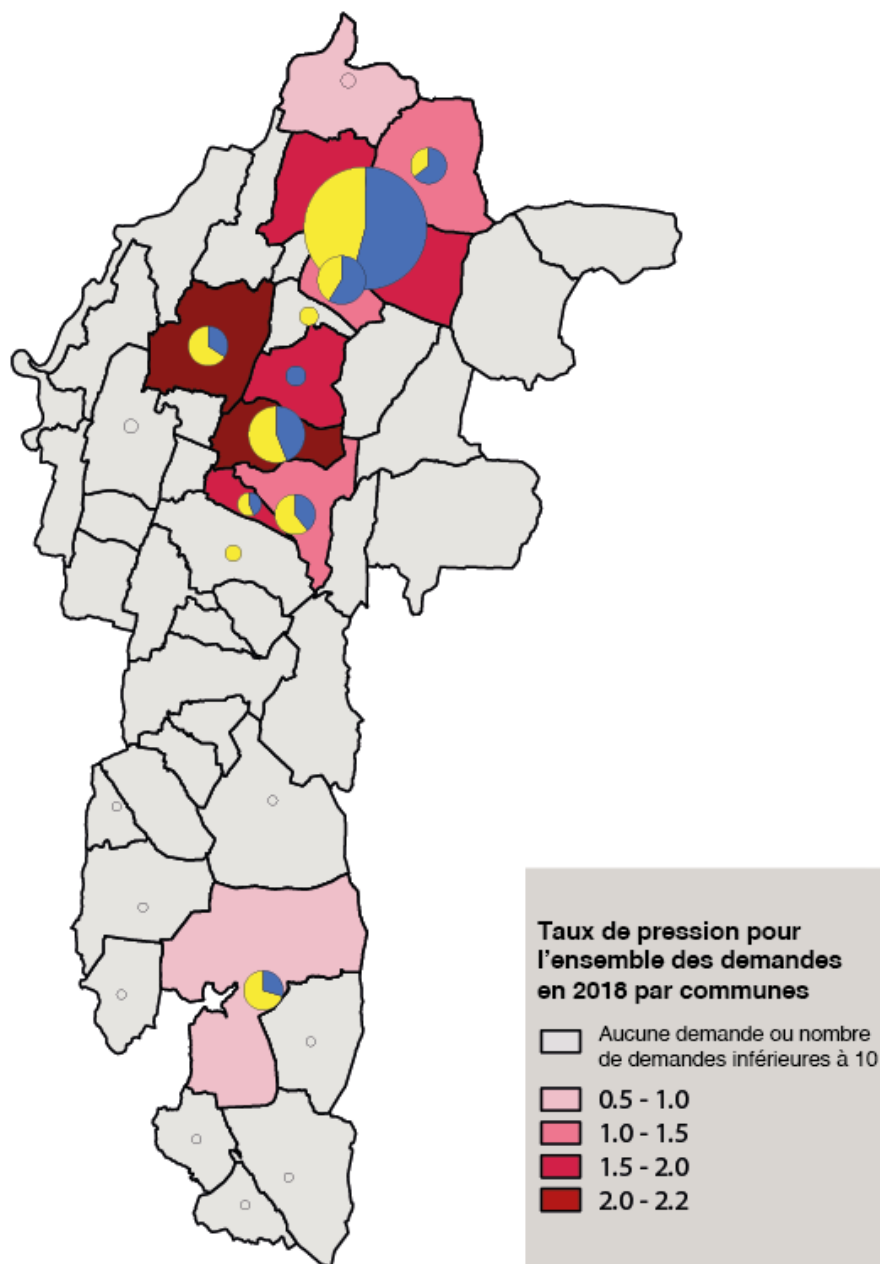 Taux de pression pour
l'ensemble des demandes
en 2018 par communes
Aucune demande ou nombre
de demandes inférieures à 10
0.5 - 1.0
1.0 - 1.5
1.5 - 2.0
2.0 - 2.2